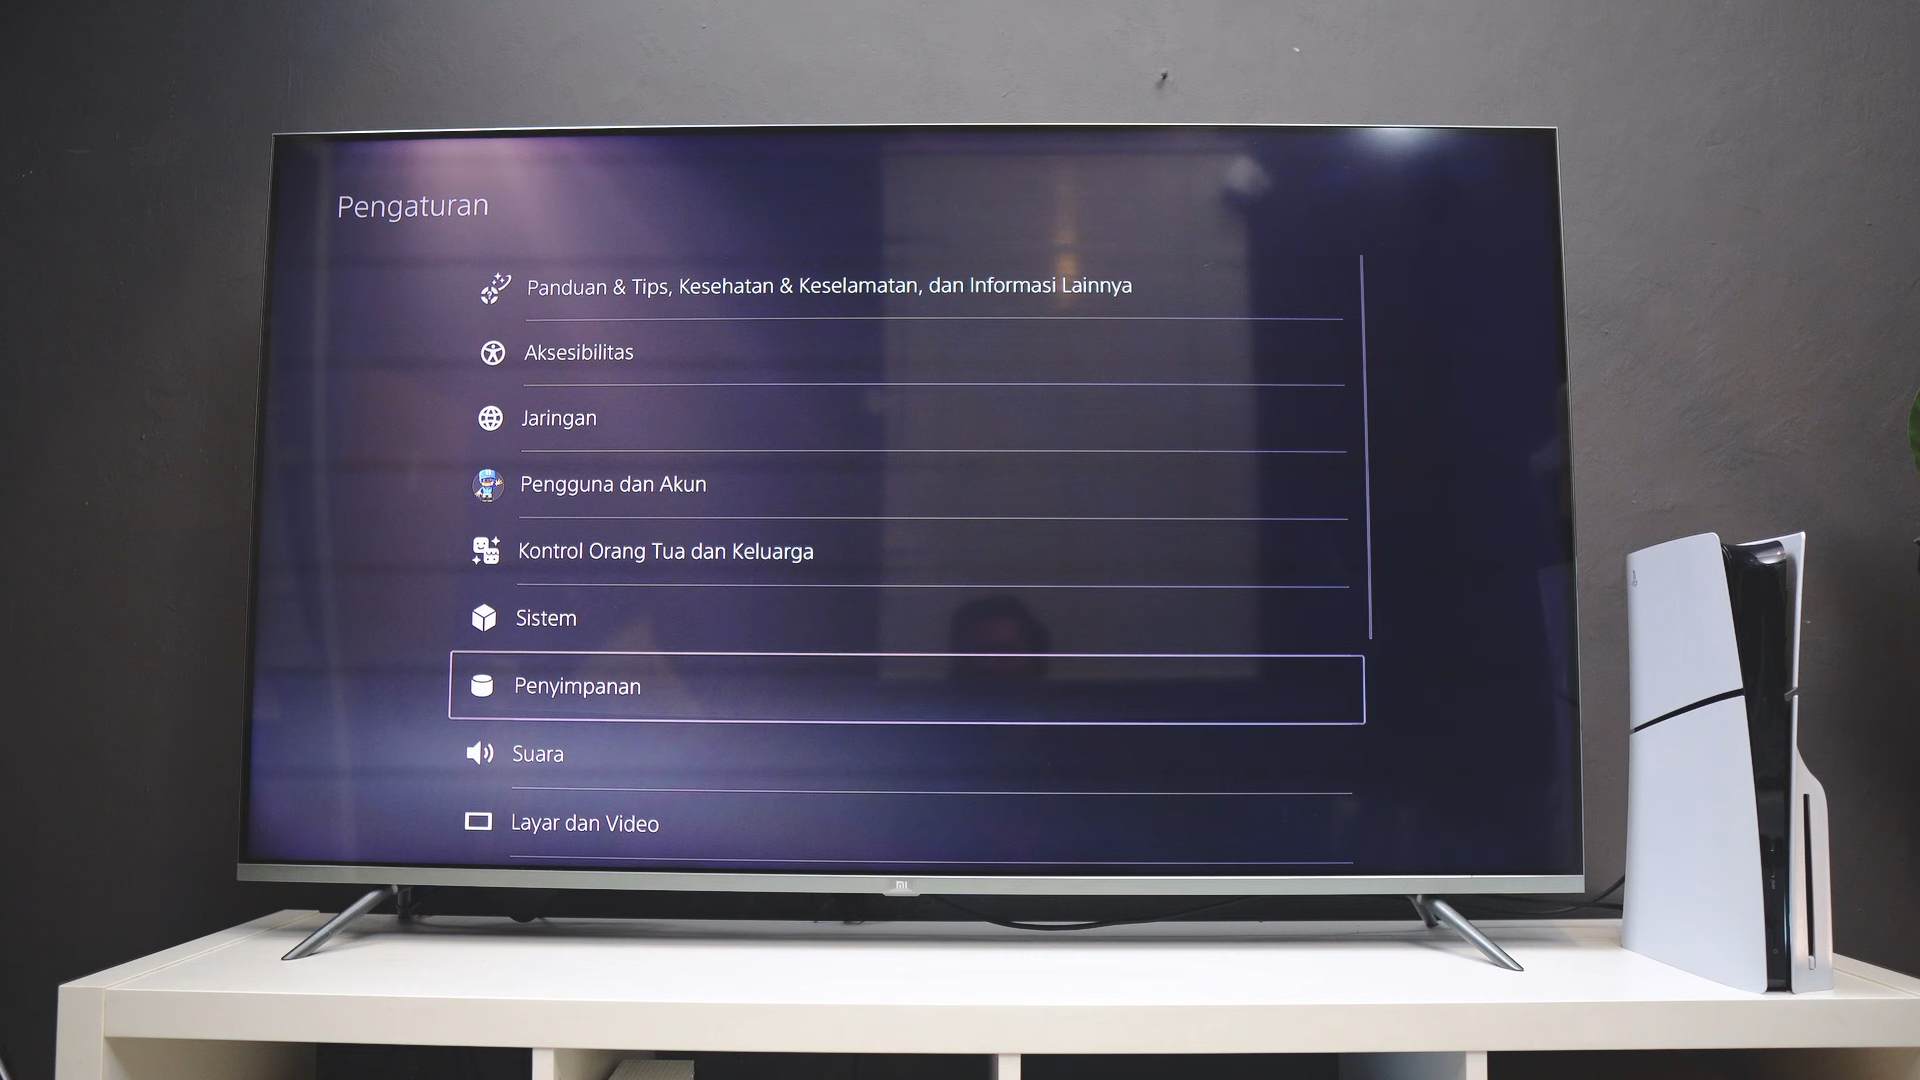 Pengaturan
Panduan & Tips, Kesehatan & Keselamatan, dan Informasi Lainnya
Aksesibilitas
Jaringan
Pengguna dan Akun
Kontrol Orang Tua dan Keluarga
Sistem
Penyimpanan
Suara
Layar dan Video
mi